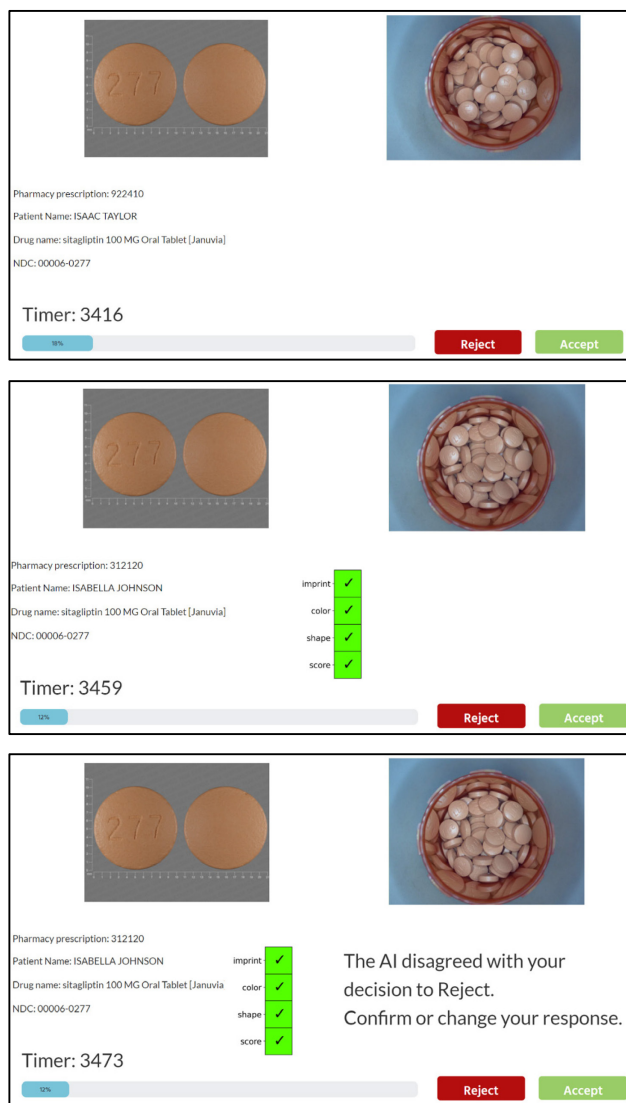 277
Pharmacy prescription: 922410
Patient Name: ISAAC TAYLOR
Drug name: sitagliptin 100 MG Oral Tablet [Januvia]
NDC: 00006-0277
Timer: 3416
18%
Reject
Accept
277
Pharmacy prescription: 312120
Patient Name: ISABELLA JOHNSON
Drug name: sitagliptin 100 MG Oral Tablet [Januvia]
NDC: 00006-0277
imprint ✓
color ✓
shape ✓
score ✓
Timer: 3459
12%
Reject
Accept
277
Pharmacy prescription: 312120
Patient Name: ISABELLA JOHNSON
Drug name: sitagliptin 100 MG Oral Tablet [Januvia
NDC: 00006-0277
imprint ✓
color ✓
shape ✓
score ✓
The AI disagreed with your
decision to Reject.
Confirm or change your response.
Timer: 3473
12%
Reject
Accept